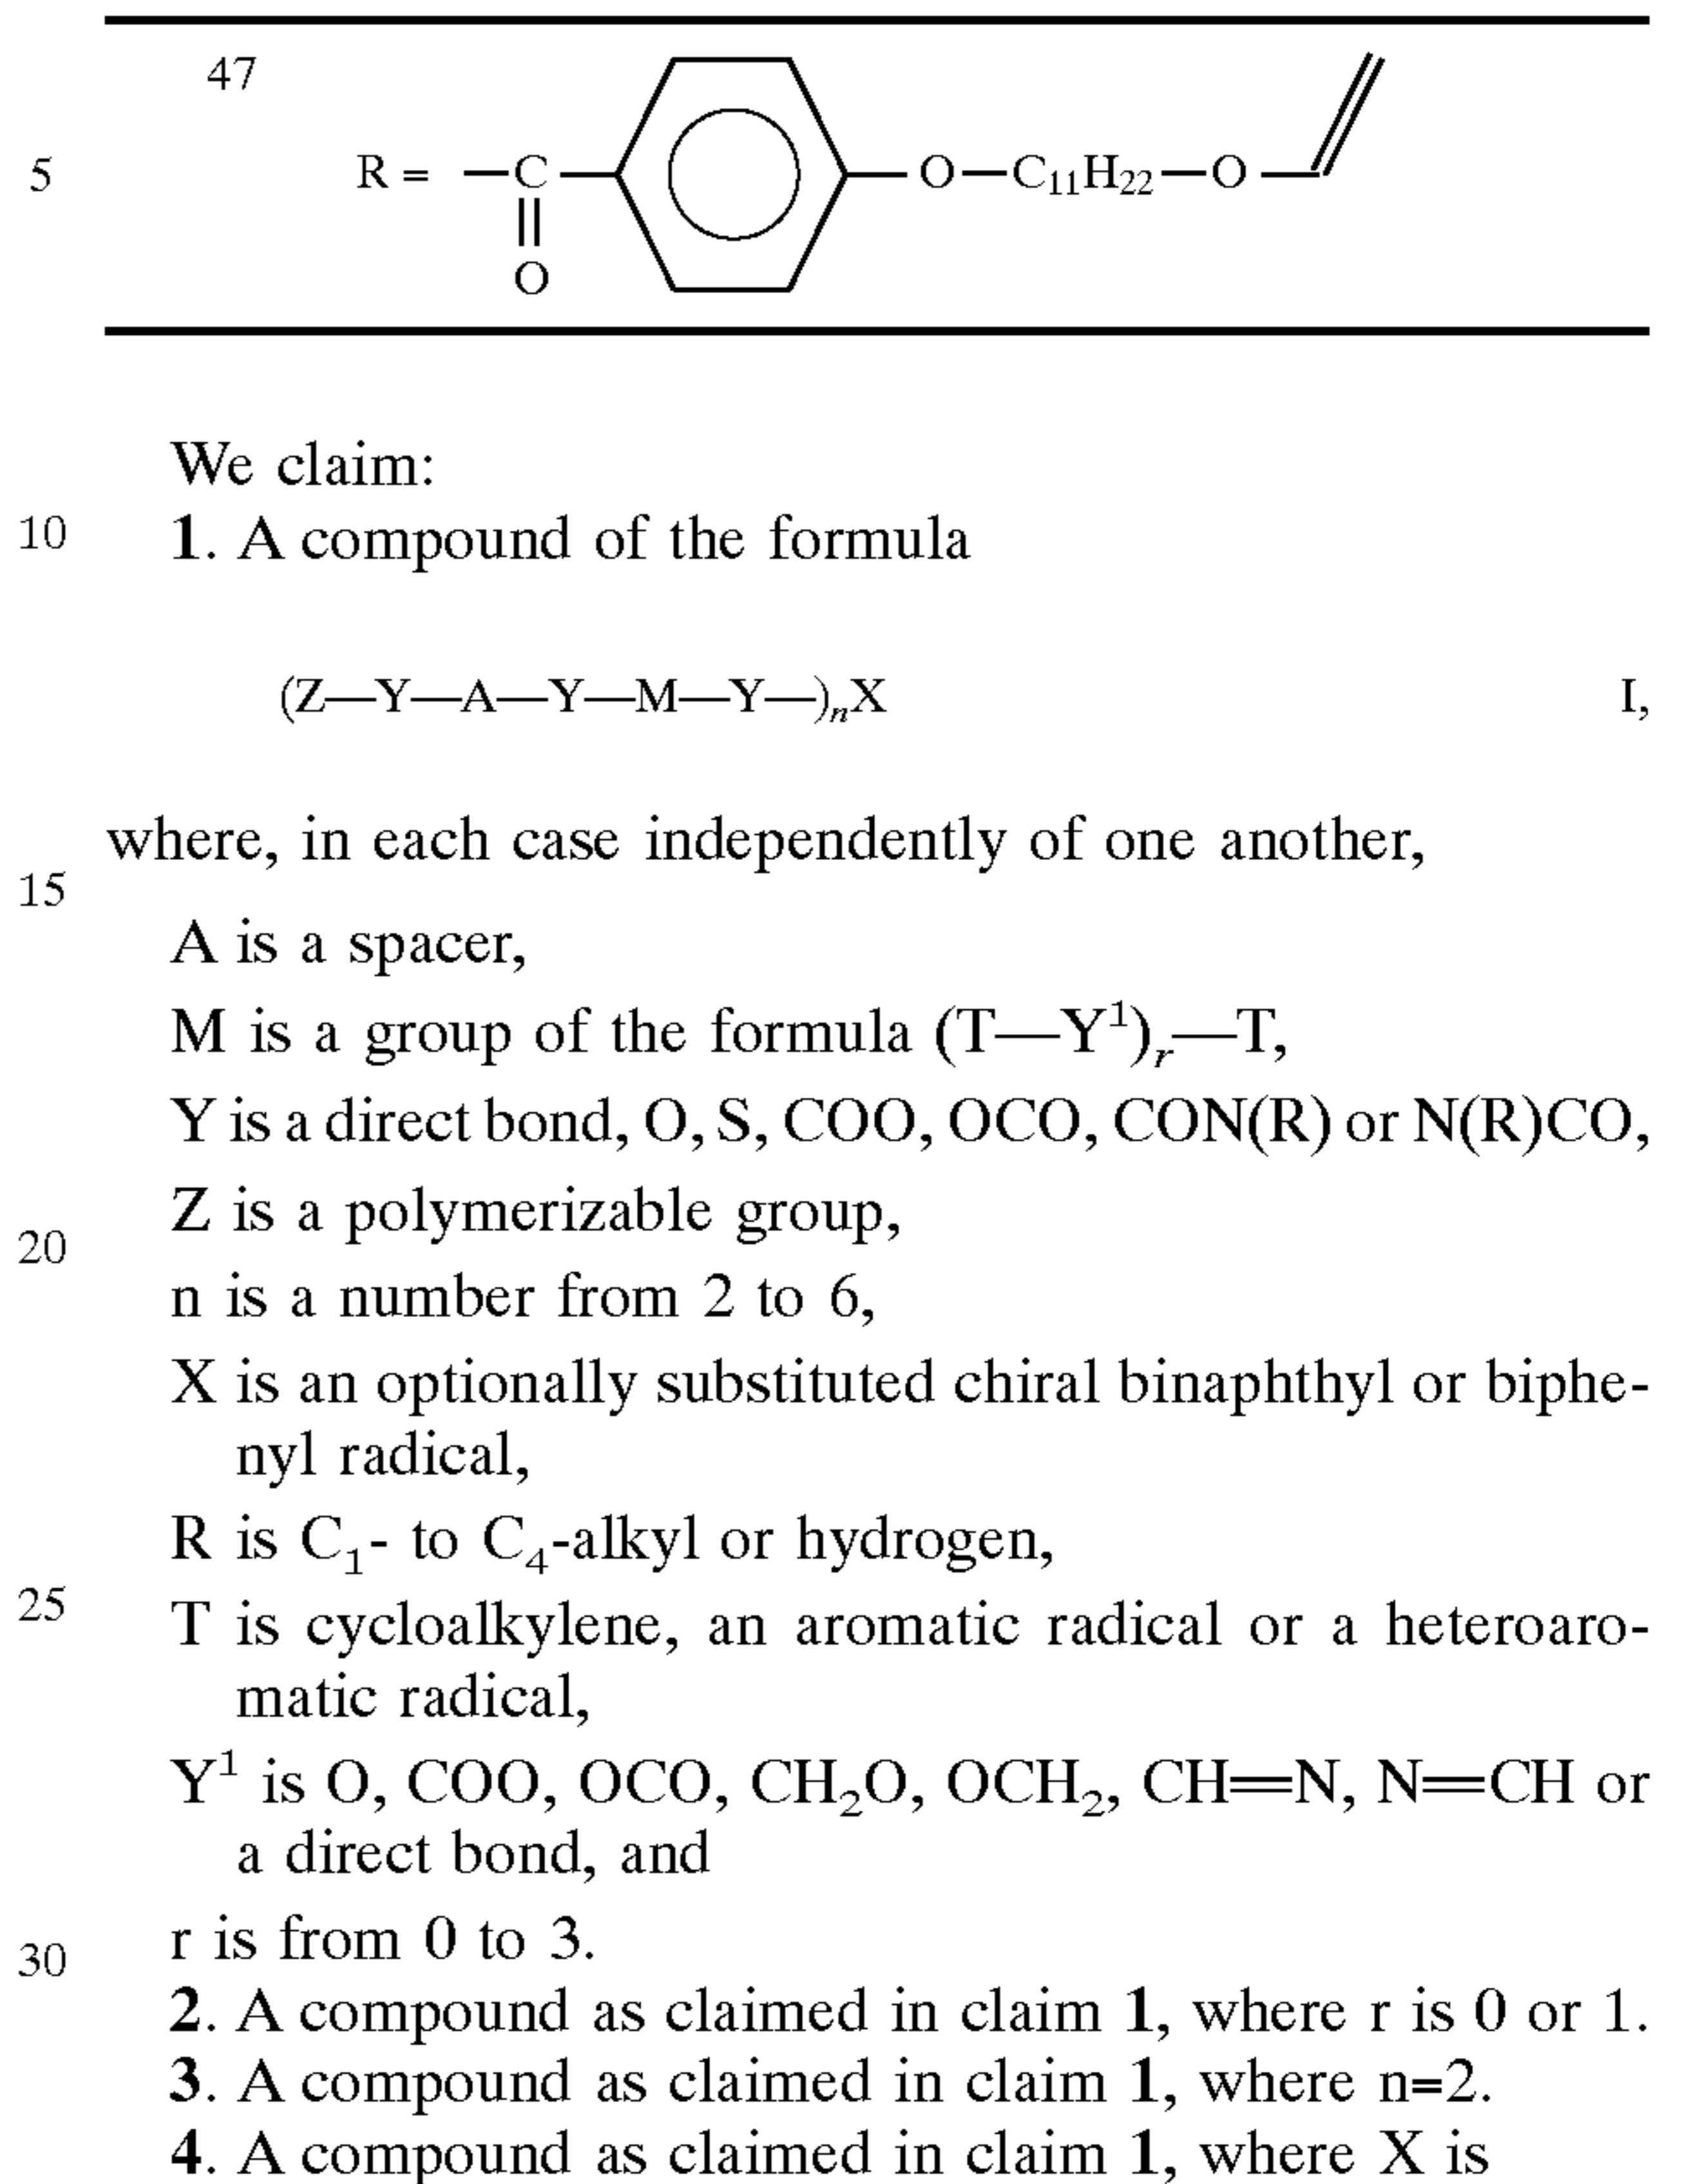 47
5 R = —C— —O—C₁₁H₂₂—O—
O
We claim:
10 1. A compound of the formula
(Z—Y—A—Y—M—Y—)ₙX I,
where, in each case independently of one another,
15
A is a spacer,
M is a group of the formula (T—Y¹)ᵣ—T,
Y is a direct bond, O, S, COO, OCO, CON(R) or N(R)CO,
Z is a polymerizable group,
20
n is a number from 2 to 6,
X is an optionally substituted chiral binaphthyl or biphe-
nyl radical,
R is C₁- to C₄-alkyl or hydrogen,
25 T is cycloalkylene, an aromatic radical or a heteroaro-
matic radical,
Y¹ is O, COO, OCO, CH₂O, OCH₂, CH=N, N=CH or
a direct bond, and
30 r is from 0 to 3.
2. A compound as claimed in claim 1, where r is 0 or 1.
3. A compound as claimed in claim 1, where n=2.
4. A compound as claimed in claim 1, where X is